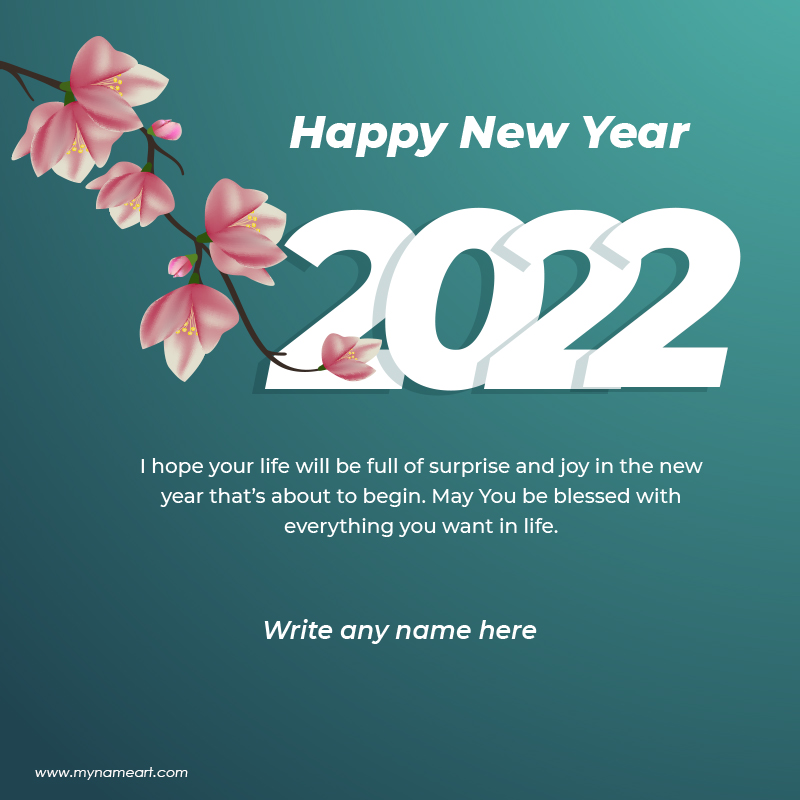 Happy New Year
2022
I hope your life will be full of surprise and joy in the new
year that’s about to begin. May You be blessed with
everything you want in life.
Write any name here
www.mynameart.com